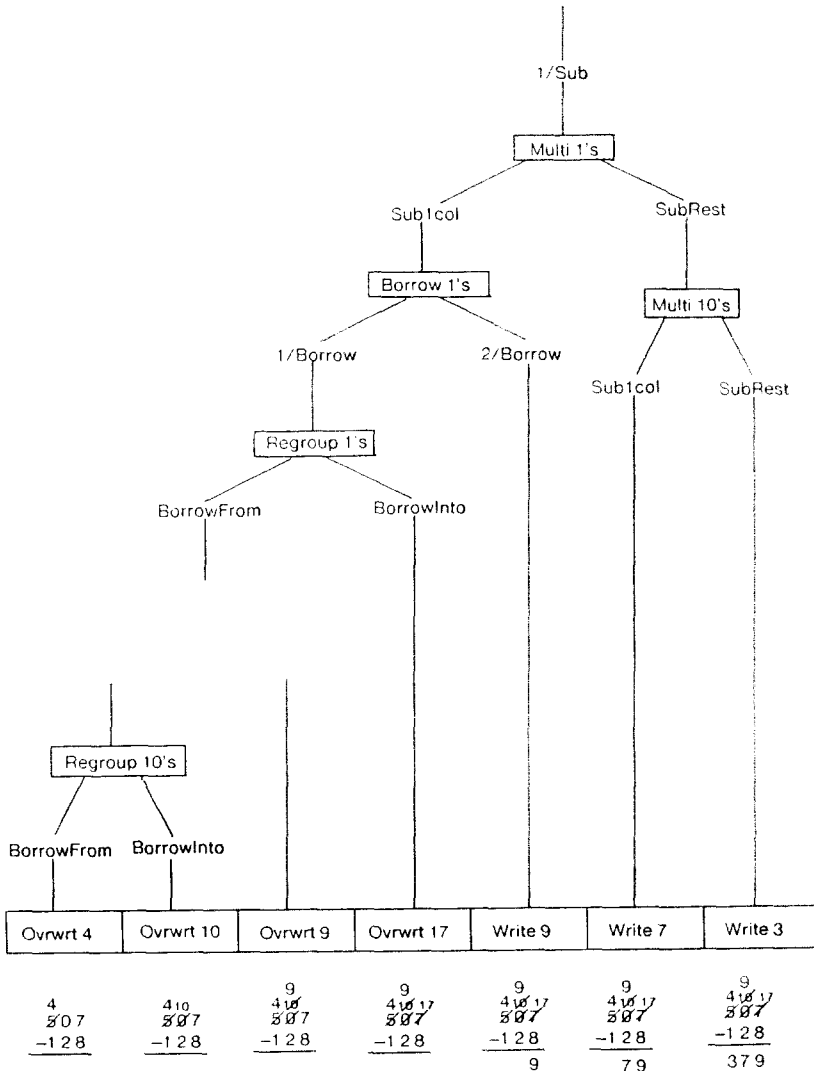 1/Sub
Multi 1's
Sub1col SubRest
Borrow 1's
Multi 10's
1/Borrow 2/Borrow
Sub1col SubRest
Regroup 1's
BorrowFrom BorrowInto
Regroup 10's
BorrowFrom BorrowInto
Ovrwrt 4 Ovrwrt 10 Ovrwrt 9 Ovrwrt 17 Write 9 Write 7 Write 3
9 9 9 9 9
4 4 10 4 10 4 10 17 4 10 17 4 10 17 4 10 17
507 507 507 507 507 507 507
-128 -128 -128 -128 -128 -128 -128
9 79 379